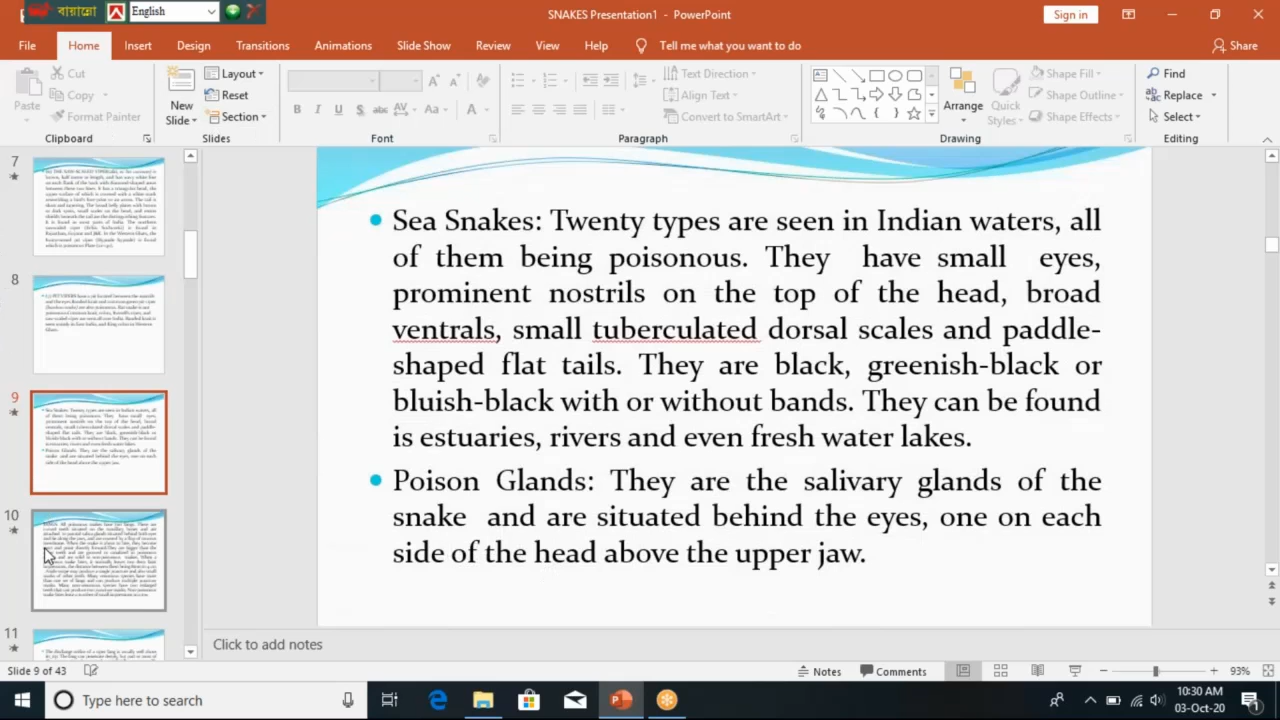 বায়ান্নো
English
SNAKES Presentation1 - PowerPoint
Sign in
File
Home
Insert
Design
Transitions
Animations
Slide Show
Review
View
Help
Tell me what you want to do
Share
Paste
Cut
Copy
Format Painter
Clipboard
New
Slide
Layout
Reset
Section
Slides
Font
Text Direction
Align Text
Convert to SmartArt
Paragraph
Arrange
Quick
Styles
Shape Fill
Shape Outline
Shape Effects
Drawing
Find
Replace
Select
Editing
7
8
9
10
11
Sea Snakes: Twenty types are seen in Indian waters, all
of them being poisonous. They have small eyes,
prominent nostrils on the top of the head, broad
ventrals, small tuberculated dorsal scales and paddle-
shaped flat tails. They are black, greenish-black or
bluish-black with or without bands. They can be found
is estuaries, rivers and even fresh water lakes.
Poison Glands: They are the salivary glands of the
snake and are situated behind the eyes, one on each
side of the head above the upper jaw.
Click to add notes
Slide 9 of 43
Notes
Comments
93%
Type here to search
10:30 AM
03-Oct-20
1